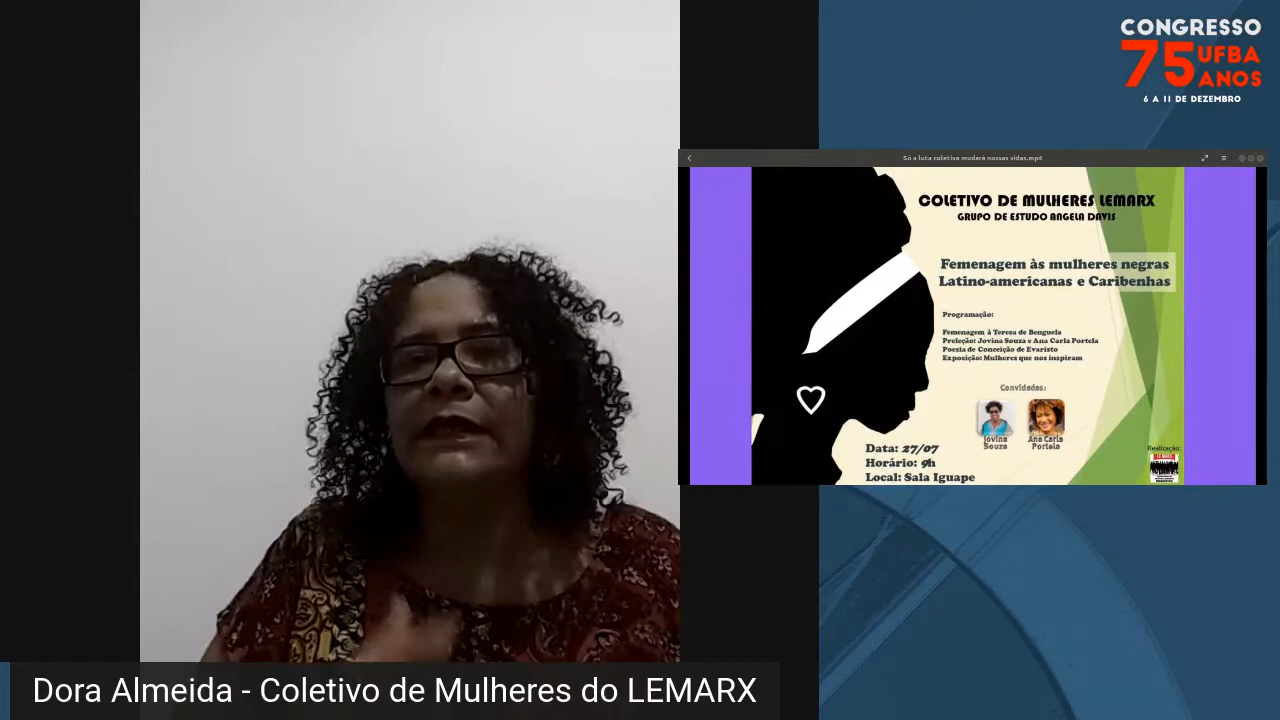 CONGRESSO
75 UFBA
ANOS
6 A 11 DE DEZEMBRO
Só a luta coletiva mudará nossas vidas.mp4
COLETIVO DE MULHERES LEMARX
GRUPO DE ESTUDO ANGELA DAVIS
Femenagem às mulheres negras
Latino-americanas e Caribenhas
Programação:
Femenagem à Teresa de Benguela
Preleção: Jovina Souza e Ana Carla Portela
Poesia de Conceição de Evaristo
Exposição: Mulheres que nos inspiram
Convidadas:
Jovina
Souza
Ana Carla
Portela
Data: 27/07
Horário: 9h
Local: Sala Iguape
Realização:
Dora Almeida - Coletivo de Mulheres do LEMARX